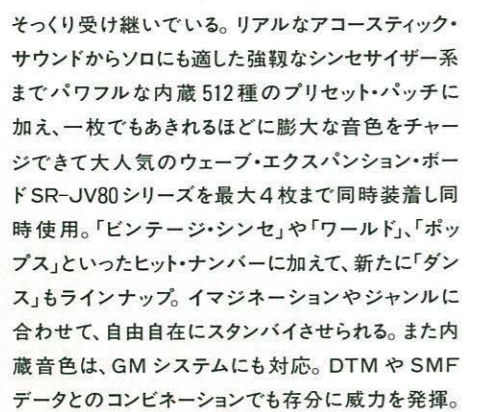 そっくり受け継いでいる。リアルなアコースティック・
サウンドからソロにも適した強靱なシンセサイザー系
までパワフルな内蔵512種のプリセット・パッチに
加え、一枚でもあきれるほどに膨大な音色をチャー
ジできて大人気のウェーブ・エクスパンション・ボー
ドSR-JV80シリーズを最大4枚まで同時装着し同
時使用。「ビンテージ・シンセ」や「ワールド」、「ポッ
プス」といったヒット・ナンバーに加えて、新たに「ダン
ス」もラインナップ。イマジネーションやジャンルに
合わせて、自由自在にスタンバイさせられる。また内
蔵音色は、GMシステムにも対応。DTMやSMF
データとのコンビネーションでも存分に威力を発揮。